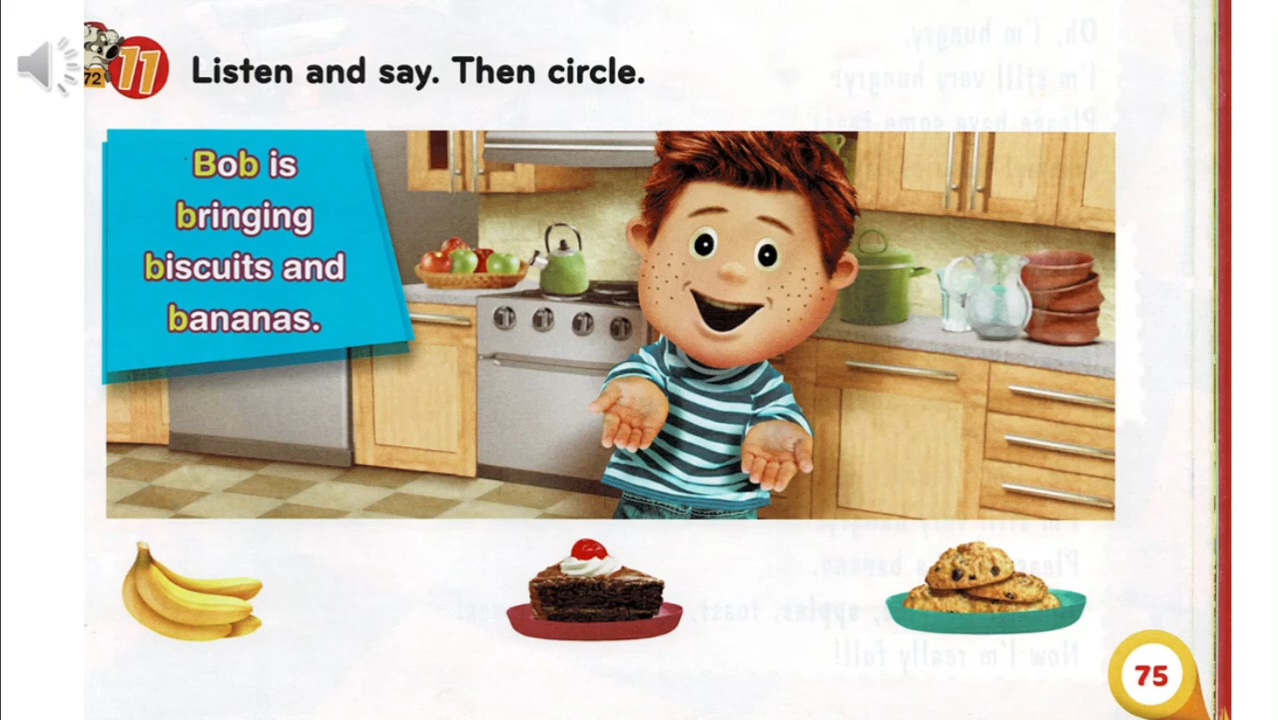 72
11
Listen and say. Then circle.
Bob is
bringing
biscuits and
bananas.
75